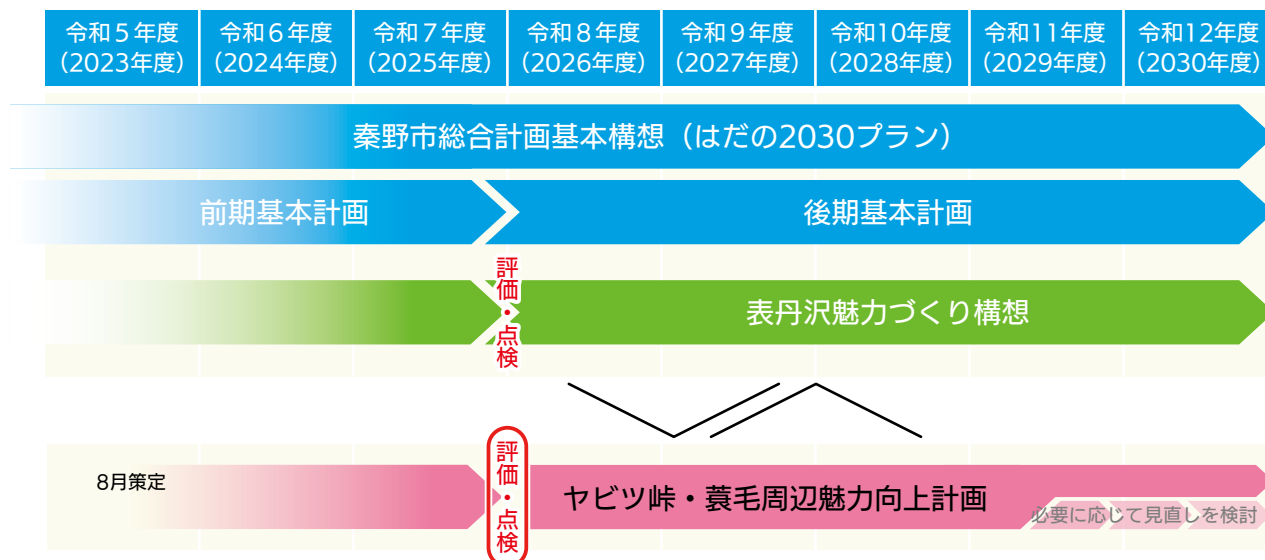 令和5年度
(2023年度)
令和6年度
(2024年度)
令和7年度
(2025年度)
令和8年度
(2026年度)
令和9年度
(2027年度)
令和10年度
(2028年度)
令和11年度
(2029年度)
令和12年度
(2030年度)
秦野市総合計画基本構想（はだの2030プラン）
前期基本計画
後期基本計画
評価・点検
表丹沢魅力づくり構想
8月策定
評価・点検
ヤビツ峠・蓑毛周辺魅力向上計画
必要に応じて見直しを検討